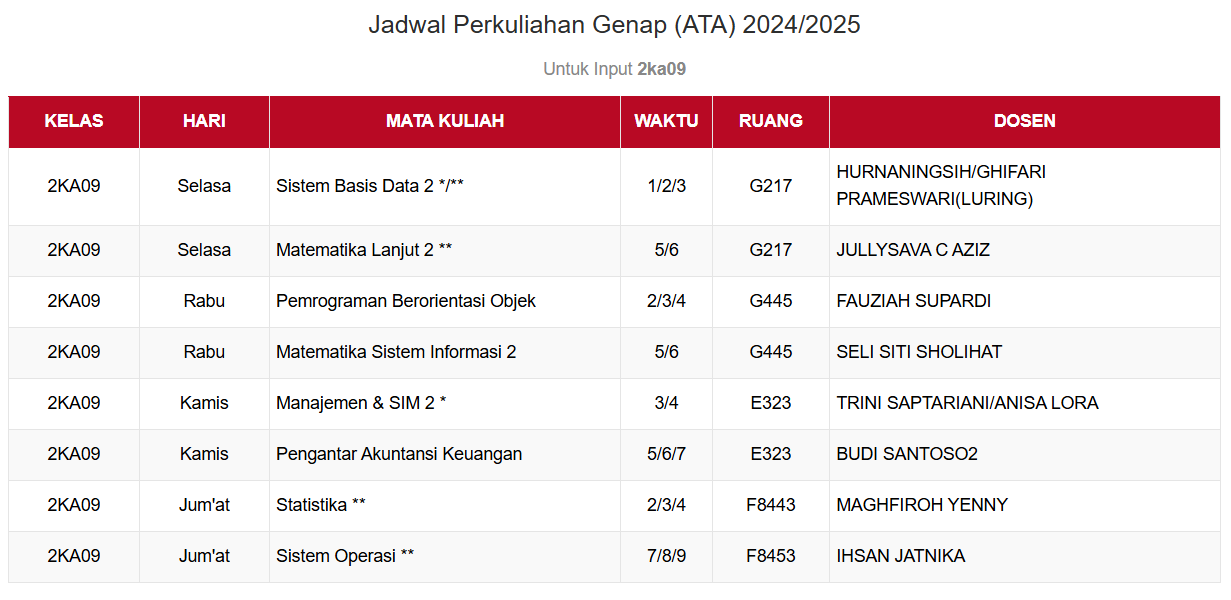 Jadwal Perkuliahan Genap (ATA) 2024/2025
Untuk Input 2ka09
KELAS HARI MATA KULIAH WAKTU RUANG DOSEN
2KA09 Selasa Sistem Basis Data 2 */** 1/2/3 G217 HURNANINGSIH/GHIFARI
PRAMESWARI(LURING)
2KA09 Selasa Matematika Lanjut 2 ** 5/6 G217 JULLYSAVA C AZIZ
2KA09 Rabu Pemrograman Berorientasi Objek 2/3/4 G445 FAUZIAH SUPARDI
2KA09 Rabu Matematika Sistem Informasi 2 5/6 G445 SELI SITI SHOLIHAT
2KA09 Kamis Manajemen & SIM 2 * 3/4 E323 TRINI SAPTARIANI/ANISA LORA
2KA09 Kamis Pengantar Akuntansi Keuangan 5/6/7 E323 BUDI SANTOSO2
2KA09 Jum'at Statistika ** 2/3/4 F8443 MAGHFIROH YENNY
2KA09 Jum'at Sistem Operasi ** 7/8/9 F8453 IHSAN JATNIKA